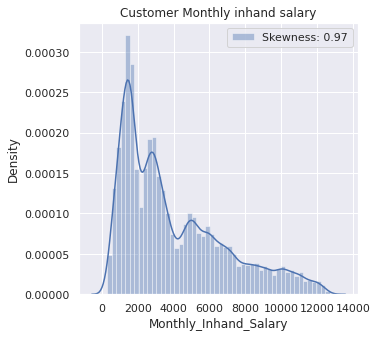 Customer Monthly inhand salary
Skewness: 0.97
0.00030
0.00025
0.00020
0.00015
0.00010
0.00005
0.00000
Density
0 2000 4000 6000 8000 10000 12000 14000
Monthly_Inhand_Salary